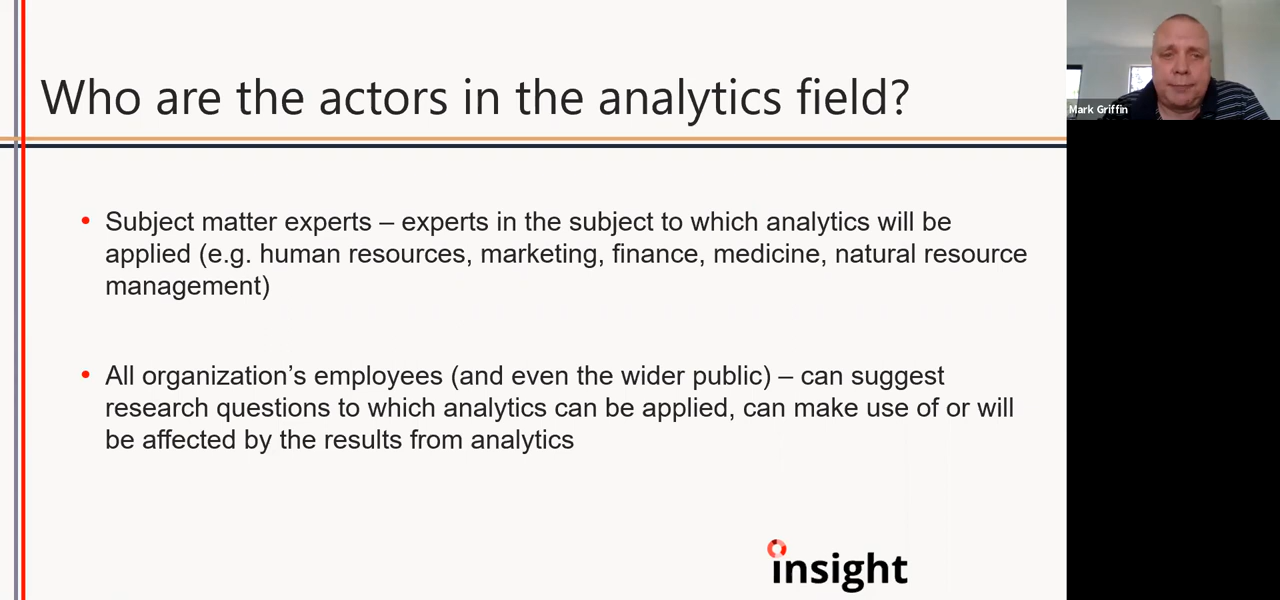 Who are the actors in the analytics field?
Mark Griffin
• Subject matter experts – experts in the subject to which analytics will be
applied (e.g. human resources, marketing, finance, medicine, natural resource
management)
• All organization’s employees (and even the wider public) – can suggest
research questions to which analytics can be applied, can make use of or will
be affected by the results from analytics
insight